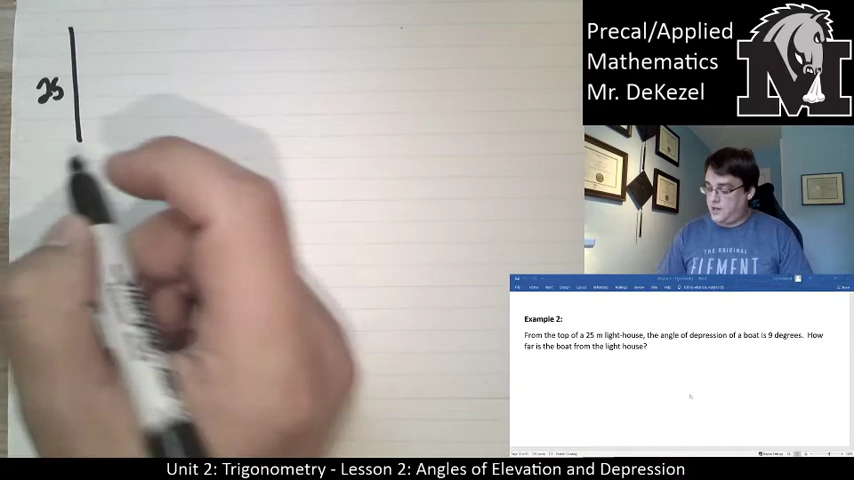 25
Precal/Applied
Mathematics
Mr. DeKezel
M
THE ORIGINAL
ELEMENT
Example 2:
From the top of a 25 m light-house, the angle of depression of a boat is 9 degrees. How
far is the boat from the light house?
Unit 2: Trigonometry - Lesson 2: Angles of Elevation and Depression